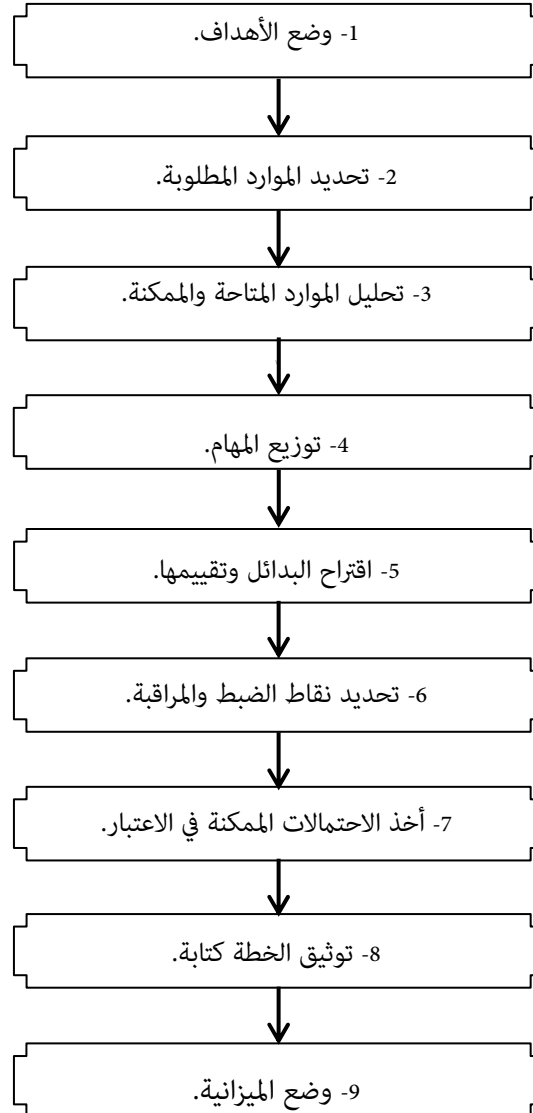 1- وضع الأهداف.
2- تحديد الموارد المطلوبة.
3- تحليل الموارد المتاحة والممكنة.
4- توزيع المهام.
5- اقتراح البدائل وتقييمها.
6- تحديد نقاط الضبط والمراقبة.
7- أخذ الاحتمالات الممكنة في الاعتبار.
8- توثيق الخطة كتابة.
9- وضع الميزانية.